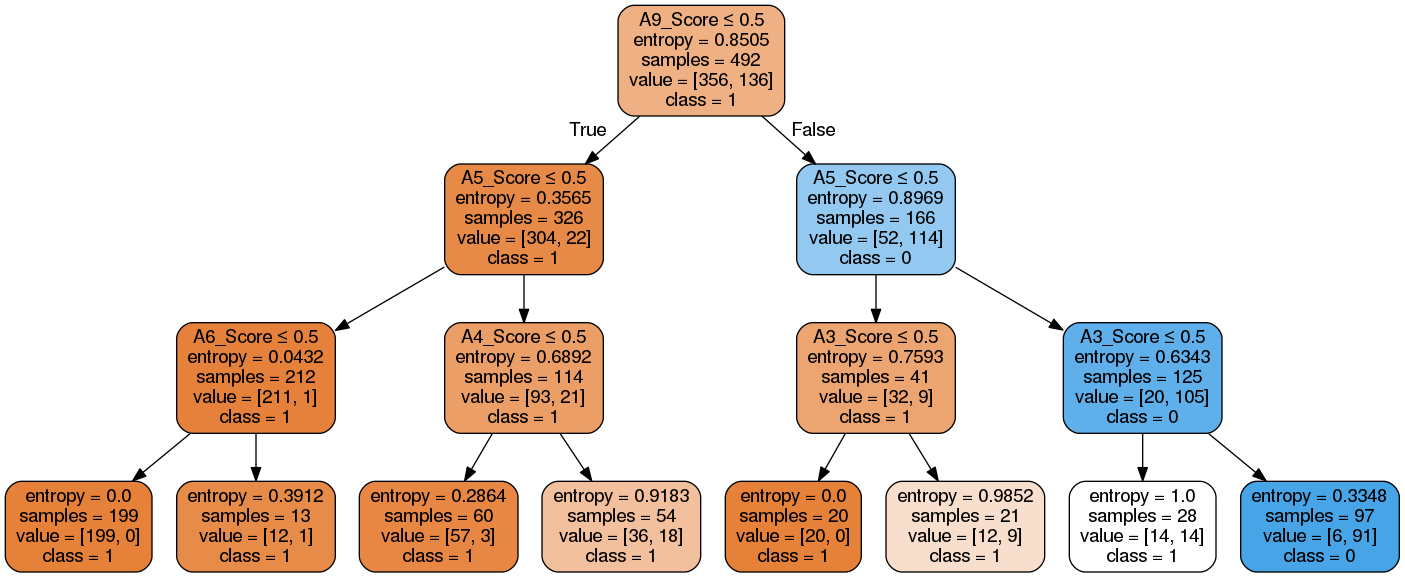 A9_Score ≤ 0.5
entropy = 0.8505
samples = 492
value = [356, 136]
class = 1
True
False
A5_Score ≤ 0.5
entropy = 0.3565
samples = 326
value = [304, 22]
class = 1
A5_Score ≤ 0.5
entropy = 0.8969
samples = 166
value = [52, 114]
class = 0
A6_Score ≤ 0.5
entropy = 0.0432
samples = 212
value = [211, 1]
class = 1
A4_Score ≤ 0.5
entropy = 0.6892
samples = 114
value = [93, 21]
class = 1
A3_Score ≤ 0.5
entropy = 0.7593
samples = 41
value = [32, 9]
class = 1
A3_Score ≤ 0.5
entropy = 0.6343
samples = 125
value = [20, 105]
class = 0
entropy = 0.0
samples = 199
value = [199, 0]
class = 1
entropy = 0.3912
samples = 13
value = [12, 1]
class = 1
entropy = 0.2864
samples = 60
value = [57, 3]
class = 1
entropy = 0.9183
samples = 54
value = [36, 18]
class = 1
entropy = 0.0
samples = 20
value = [20, 0]
class = 1
entropy = 0.9852
samples = 21
value = [12, 9]
class = 1
entropy = 1.0
samples = 28
value = [14, 14]
class = 1
entropy = 0.3348
samples = 97
value = [6, 91]
class = 0